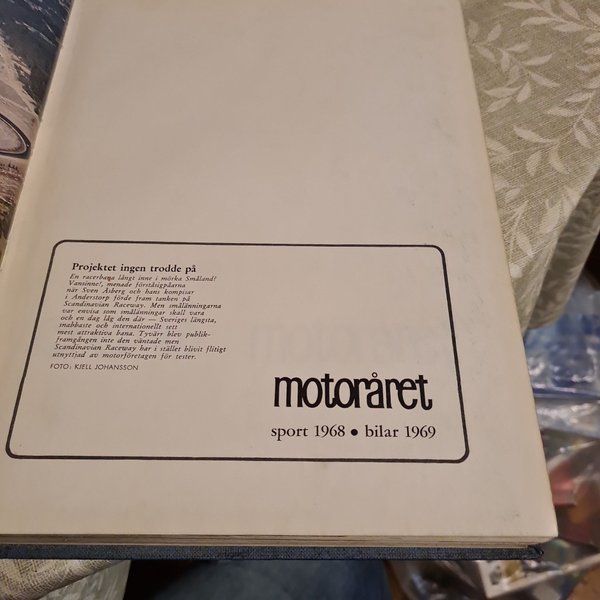 Projektet ingen trodde på
En racerbana långt inne i mörka Småland?
Vansinne!, menade förståsigpåarna
när Sven Åsberg och hans kompisar
i Anderstorp förde fram tanken på
Scandinavian Raceway. Men smålänningarna
var envisa som smålänningar skall vara
och en dag låg den där — Sveriges längsta,
snabbaste och internationellt sett
mest attraktiva bana. Tyvärr blev publik-
framgången inte den väntade men
Scandinavian Raceway har i stället blivit flitigt
utnyttjad av motorföretagen för tester.
FOTO: KJELL JOHANSSON
motoråret
sport 1968 • bilar 1969